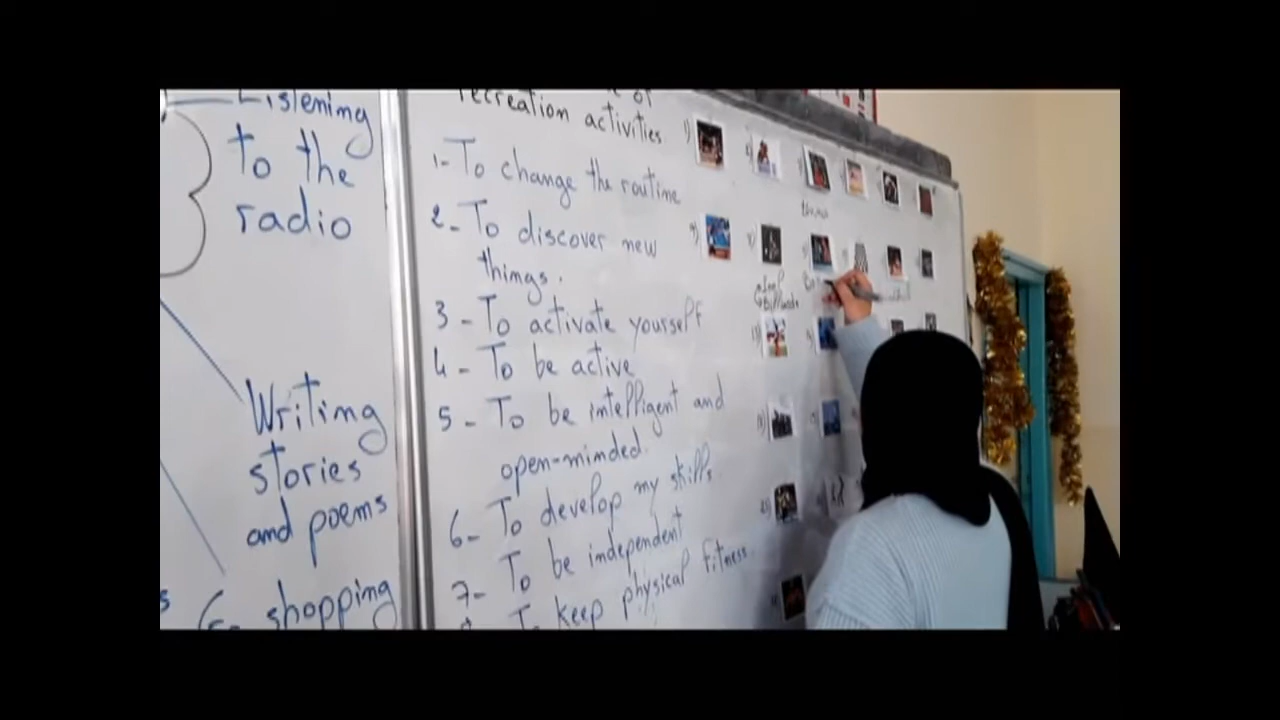 Listening
to the
radio
Writing
stories
and poems
shopping
of
recreation activities.
1- To change the routine
2- To discover new
things.
3 - To activate yourself
4 - To be active
5 - To be intelligent and
open-minded.
6- To develop my skills.
7- To be independent
keep physical fitness.